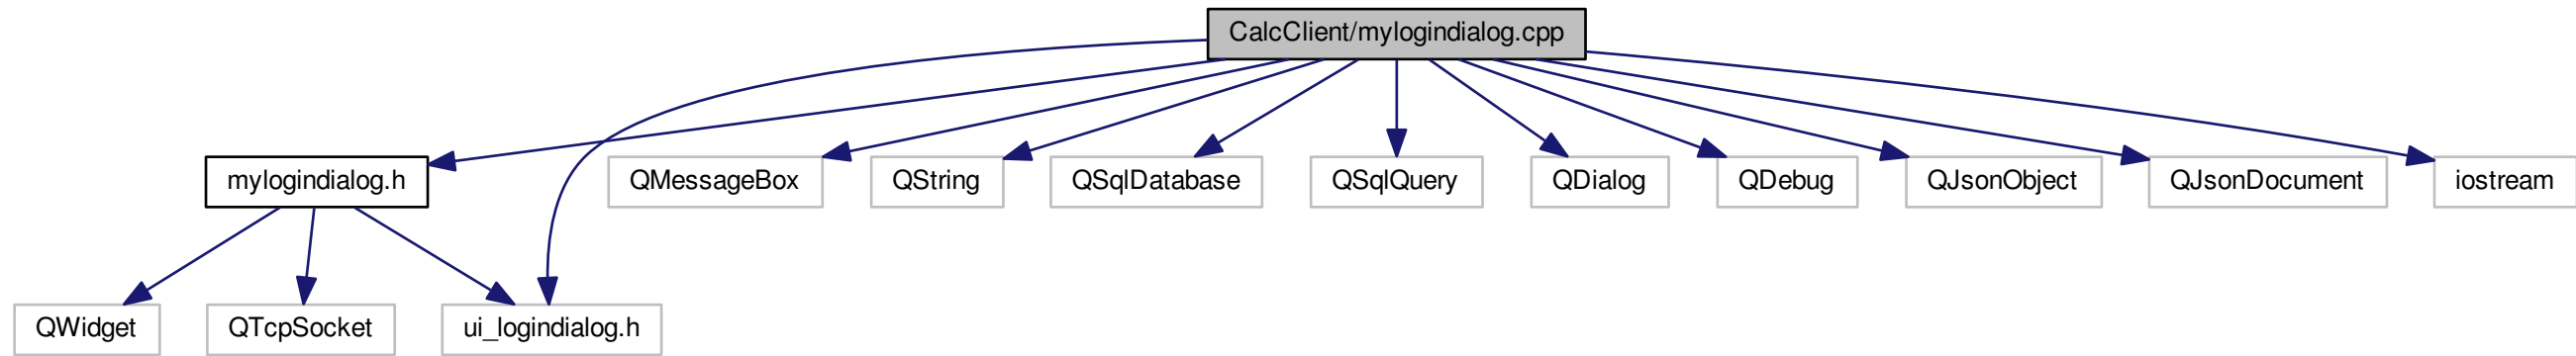 CalcClient/mylogindialog.cpp
mylogindialog.h
QMessageBox
QString
QSqlDatabase
QSqlQuery
QDialog
QDebug
QJsonObject
QJsonDocument
iostream
QWidget
QTcpSocket
ui_logindialog.h